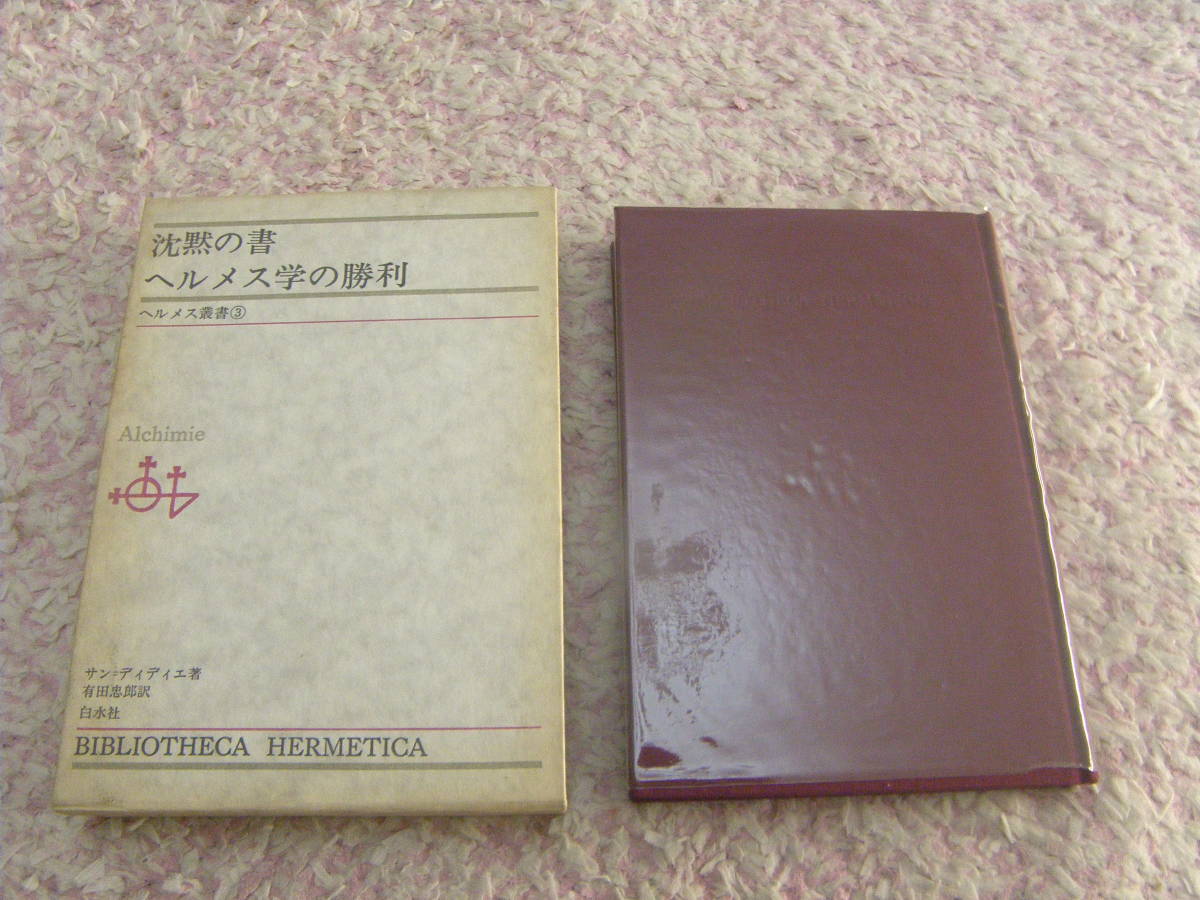 沈黙の書
ヘルメス学の勝利
ヘルメス叢書③
Alchimie
サン=ディディエ著
有田忠郎訳
白水社
BIBLIOTHECA HERMETICA